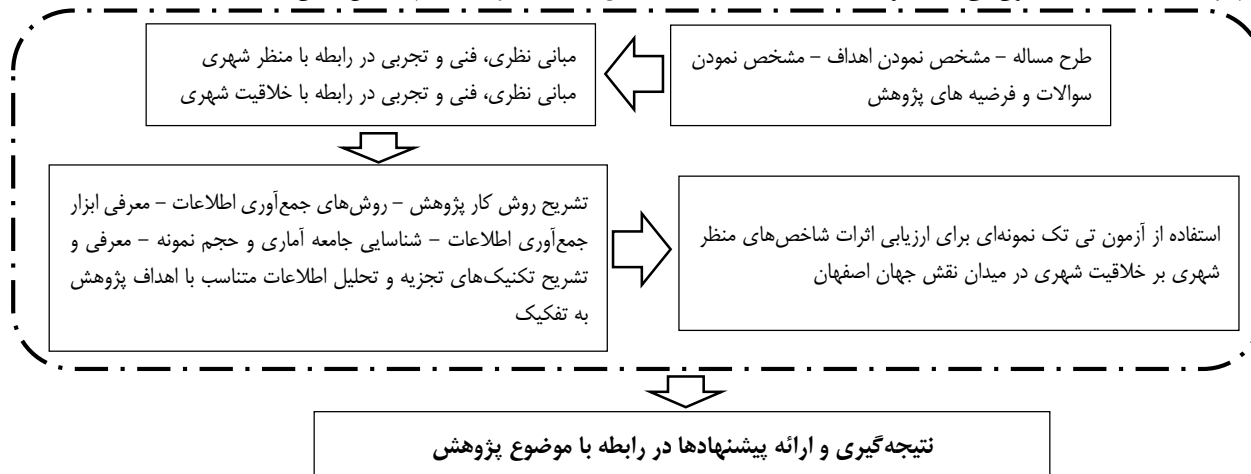 طرح مساله – مشخص نمودن اهداف – مشخص نمودن
سوالات و فرضیه های پژوهش
مبانی نظری، فنی و تجربی در رابطه با منظر شهری
مبانی نظری، فنی و تجربی در رابطه با خلاقیت شهری
تشریح روش کار پژوهش – روش‌های جمع‌آوری اطلاعات – معرفی ابزار
جمع‌آوری اطلاعات – شناسایی جامعه آماری و حجم نمونه – معرفی و
تشریح تکنیک‌های تجزیه و تحلیل اطلاعات متناسب با اهداف پژوهش
به تفکیک
استفاده از آزمون تی تک نمونه‌ای برای ارزیابی اثرات شاخص‌های منظر
شهری بر خلاقیت شهری در میدان نقش جهان اصفهان
نتیجه‌گیری و ارائه پیشنهادها در رابطه با موضوع پژوهش